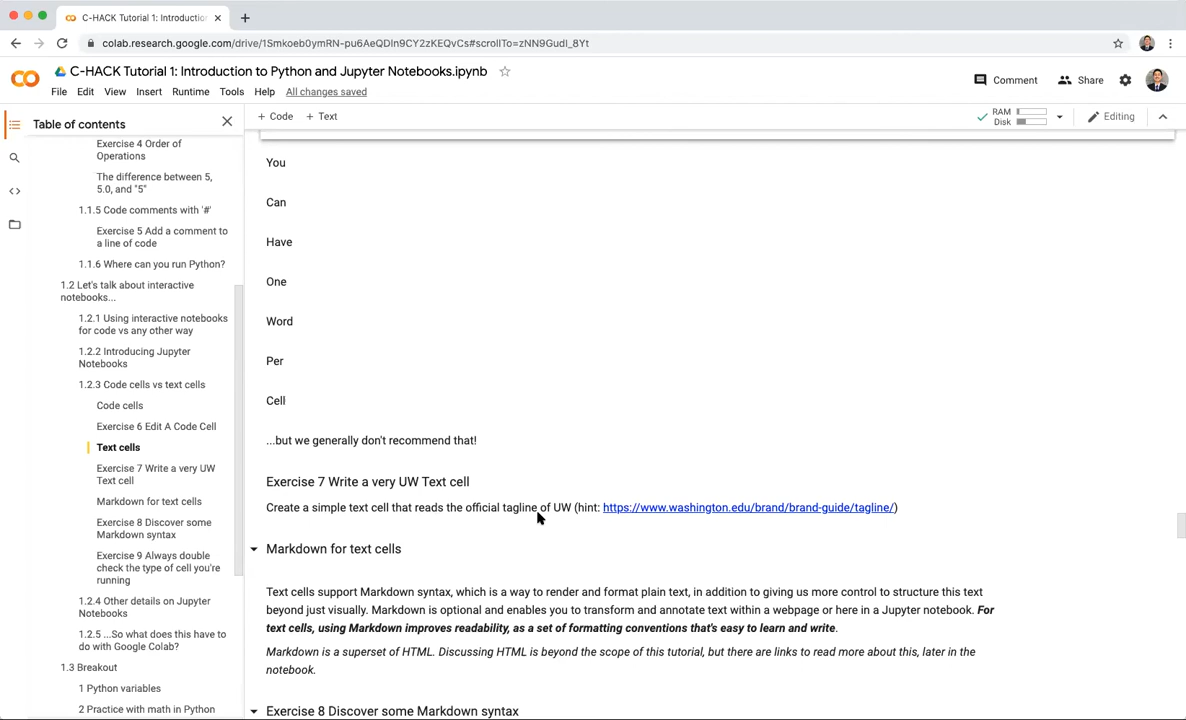 C-HACK Tutorial 1: Introductio
colab.research.google.com/drive/1Smkoeb0ymRN-pu6AeQDIn9CY2zKEQvCs#scrollTo=zNN9GudI_8Yt
C-HACK Tutorial 1: Introduction to Python and Jupyter Notebooks.ipynb
Comment
Share
File Edit View Insert Runtime Tools Help All changes saved
Table of contents
+ Code + Text
RAM
Disk
Editing
Exercise 4 Order of
Operations
The difference between 5,
5.0, and "5"
1.1.5 Code comments with '#'
Exercise 5 Add a comment to
a line of code
1.1.6 Where can you run Python?
1.2 Let's talk about interactive
notebooks...
1.2.1 Using interactive notebooks
for code vs any other way
1.2.2 Introducing Jupyter
Notebooks
1.2.3 Code cells vs text cells
Code cells
Exercise 6 Edit A Code Cell
Text cells
Exercise 7 Write a very UW
Text cell
Markdown for text cells
Exercise 8 Discover some
Markdown syntax
Exercise 9 Always double
check the type of cell you're
running
1.2.4 Other details on Jupyter
Notebooks
1.2.5 ...So what does this have to
do with Google Colab?
1.3 Breakout
1 Python variables
2 Practice with math in Python
You
Can
Have
One
Word
Per
Cell
...but we generally don't recommend that!
Exercise 7 Write a very UW Text cell
Create a simple text cell that reads the official tagline of UW (hint: https://www.washington.edu/brand/brand-guide/tagline/)
Markdown for text cells
Text cells support Markdown syntax, which is a way to render and format plain text, in addition to giving us more control to structure this text
beyond just visually. Markdown is optional and enables you to transform and annotate text within a webpage or here in a Jupyter notebook. For
text cells, using Markdown improves readability, as a set of formatting conventions that's easy to learn and write.
Markdown is a superset of HTML. Discussing HTML is beyond the scope of this tutorial, but there are links to read more about this, later in the
notebook.
Exercise 8 Discover some Markdown syntax